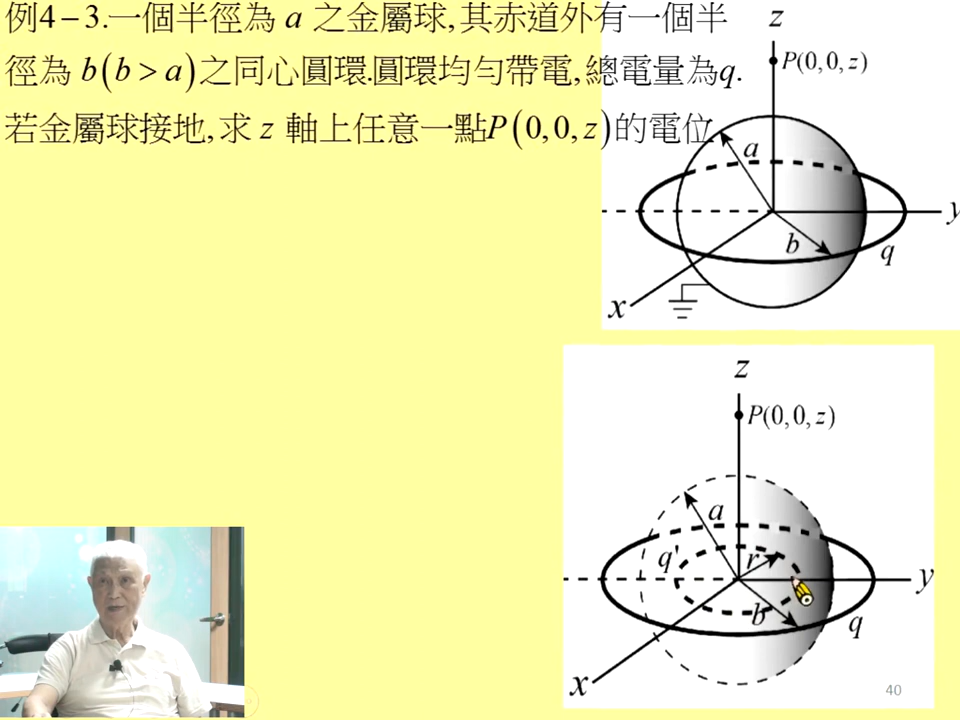 例4－3.一個半徑為 a 之金屬球,其赤道外有一個半
徑為 b(b > a)之同心圓環.圓環均勻帶電,總電量為q.
若金屬球接地,求 z 軸上任意一點P(0,0,z)的電位
z
P(0,0,z)
a
y
b
q
x
z
P(0,0,z)
a
q'
r
y
b
q
x
40